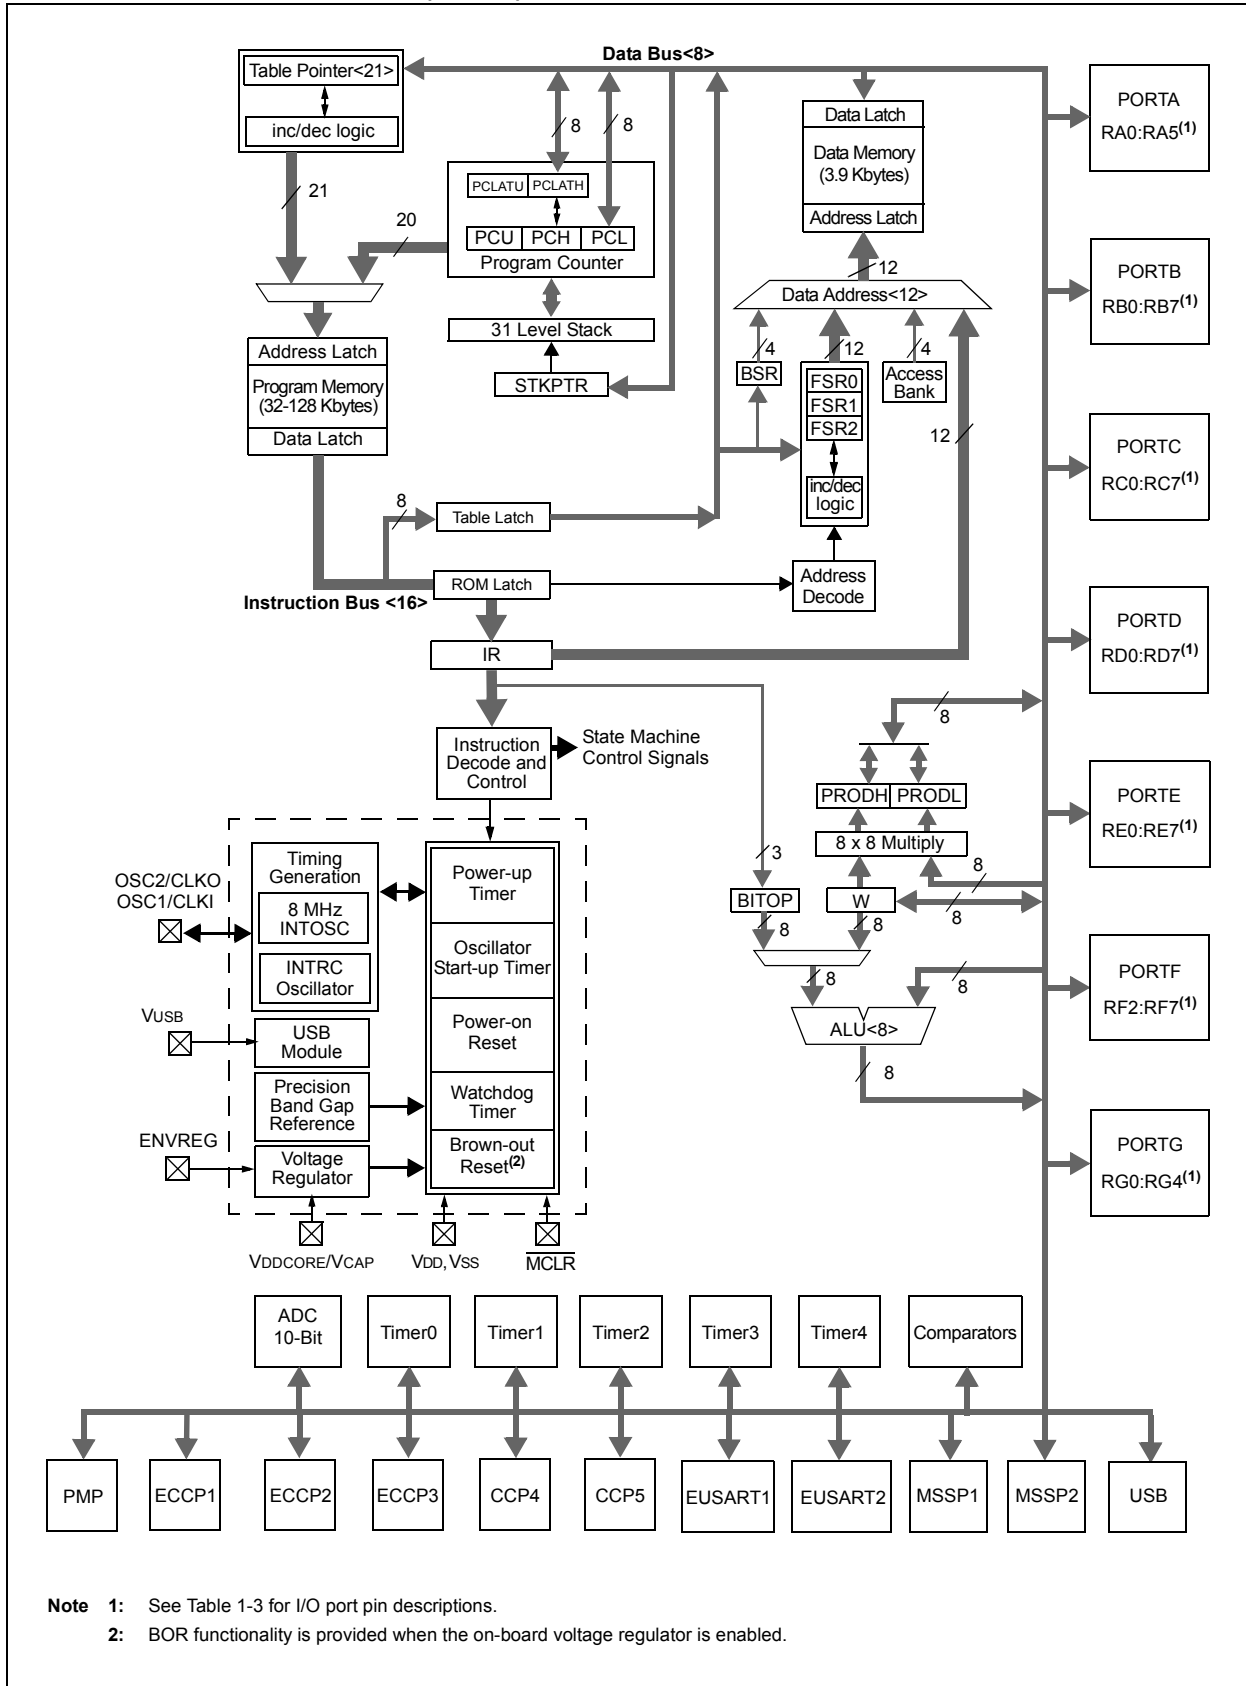 Data Bus<8>
Table Pointer<21>
inc/dec logic
21
20
8
8
PCLATU PCLATH
PCU PCH PCL
Program Counter
31 Level Stack
STKPTR
Address Latch
Program Memory
(32-128 Kbytes)
Data Latch
8
Table Latch
ROM Latch
Instruction Bus <16>
IR
Data Latch
Data Memory
(3.9 Kbytes)
Address Latch
12
Data Address<12>
4
12
4
BSR
FSR0
FSR1
FSR2
inc/dec
logic
Access
Bank
12
Address
Decode
PORTA
RA0:RA5(1)
PORTB
RB0:RB7(1)
PORTC
RC0:RC7(1)
PORTD
RD0:RD7(1)
PORTE
RE0:RE7(1)
PORTF
RF2:RF7(1)
PORTG
RG0:RG4(1)
Instruction
Decode and
Control
State Machine
Control Signals
8
PRODH PRODL
8 x 8 Multiply
3
8
BITOP
W
8
8
8
8
8
ALU<8>
8
OSC2/CLKO
OSC1/CLKI
Timing
Generation
8 MHz
INTOSC
INTRC
Oscillator
VUSB
USB
Module
Precision
Band Gap
Reference
ENVREG
Voltage
Regulator
Power-up
Timer
Oscillator
Start-up Timer
Power-on
Reset
Watchdog
Timer
Brown-out
Reset(2)
VDDCORE/VCAP
VDD, VSS
MCLR
ADC
10-Bit
Timer0
Timer1
Timer2
Timer3
Timer4
Comparators
PMP
ECCP1
ECCP2
ECCP3
CCP4
CCP5
EUSART1
EUSART2
MSSP1
MSSP2
USB
Note 1: See Table 1-3 for I/O port pin descriptions.
2: BOR functionality is provided when the on-board voltage regulator is enabled.